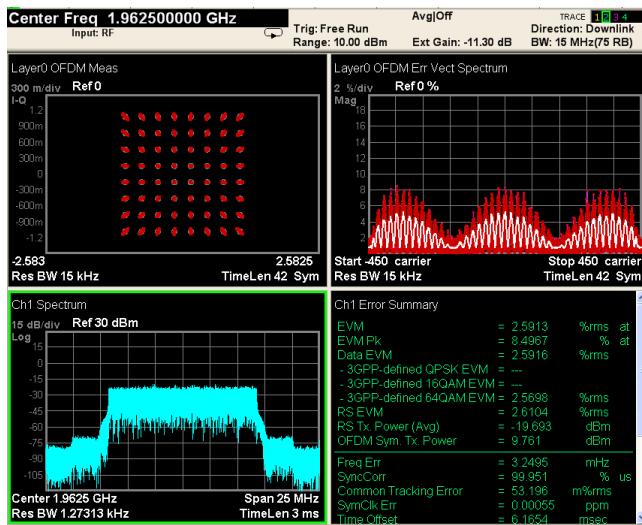 Center Freq 1.962500000 GHz
Input: RF
Trig: Free Run
Range: 10.00 dBm
Avg|Off
Ext Gain: -11.30 dB
TRACE 1 2 3 4
Direction: Downlink
BW: 15 MHz(75 RB)
Layer0 OFDM Meas
300 m/div Ref 0
I-Q
1.2
900m
600m
300m
0
-300m
-600m
-900m
-1.2
-2.583 2.5825
Res BW 15 kHz TimeLen 42 Sym
Layer0 OFDM Err Vect Spectrum
2 %/div Ref 0 %
Mag
18
16
14
12
10
8
6
4
2
Start -450 carrier Stop 450 carrier
Res BW 15 kHz TimeLen 42 Sym
Ch1 Spectrum
15 dB/div Ref 30 dBm
Log
15
0
-15
-30
-45
-60
-75
-90
-105
Center 1.9625 GHz Span 25 MHz
Res BW 1.27313 kHz TimeLen 3 ms
Ch1 Error Summary
EVM = 2.5913 %rms at
EVM Pk = 8.4967 % at
Data EVM = 2.5916 %rms
- 3GPP-defined QPSK EVM = ---
- 3GPP-defined 16QAM EVM = ---
- 3GPP-defined 64QAM EVM = 2.5698 %rms
RS EVM = 2.6104 %rms
RS Tx. Power (Avg) = -19.693 dBm
OFDM Sym. Tx. Power = 9.761 dBm
Freq Err = 3.2495 mHz
SyncCorr = 99.951 % us
Common Tracking Error = 53.196 m%rms
SymClk Err = 0.00055 ppm
Time Offset = 6.1654 msec